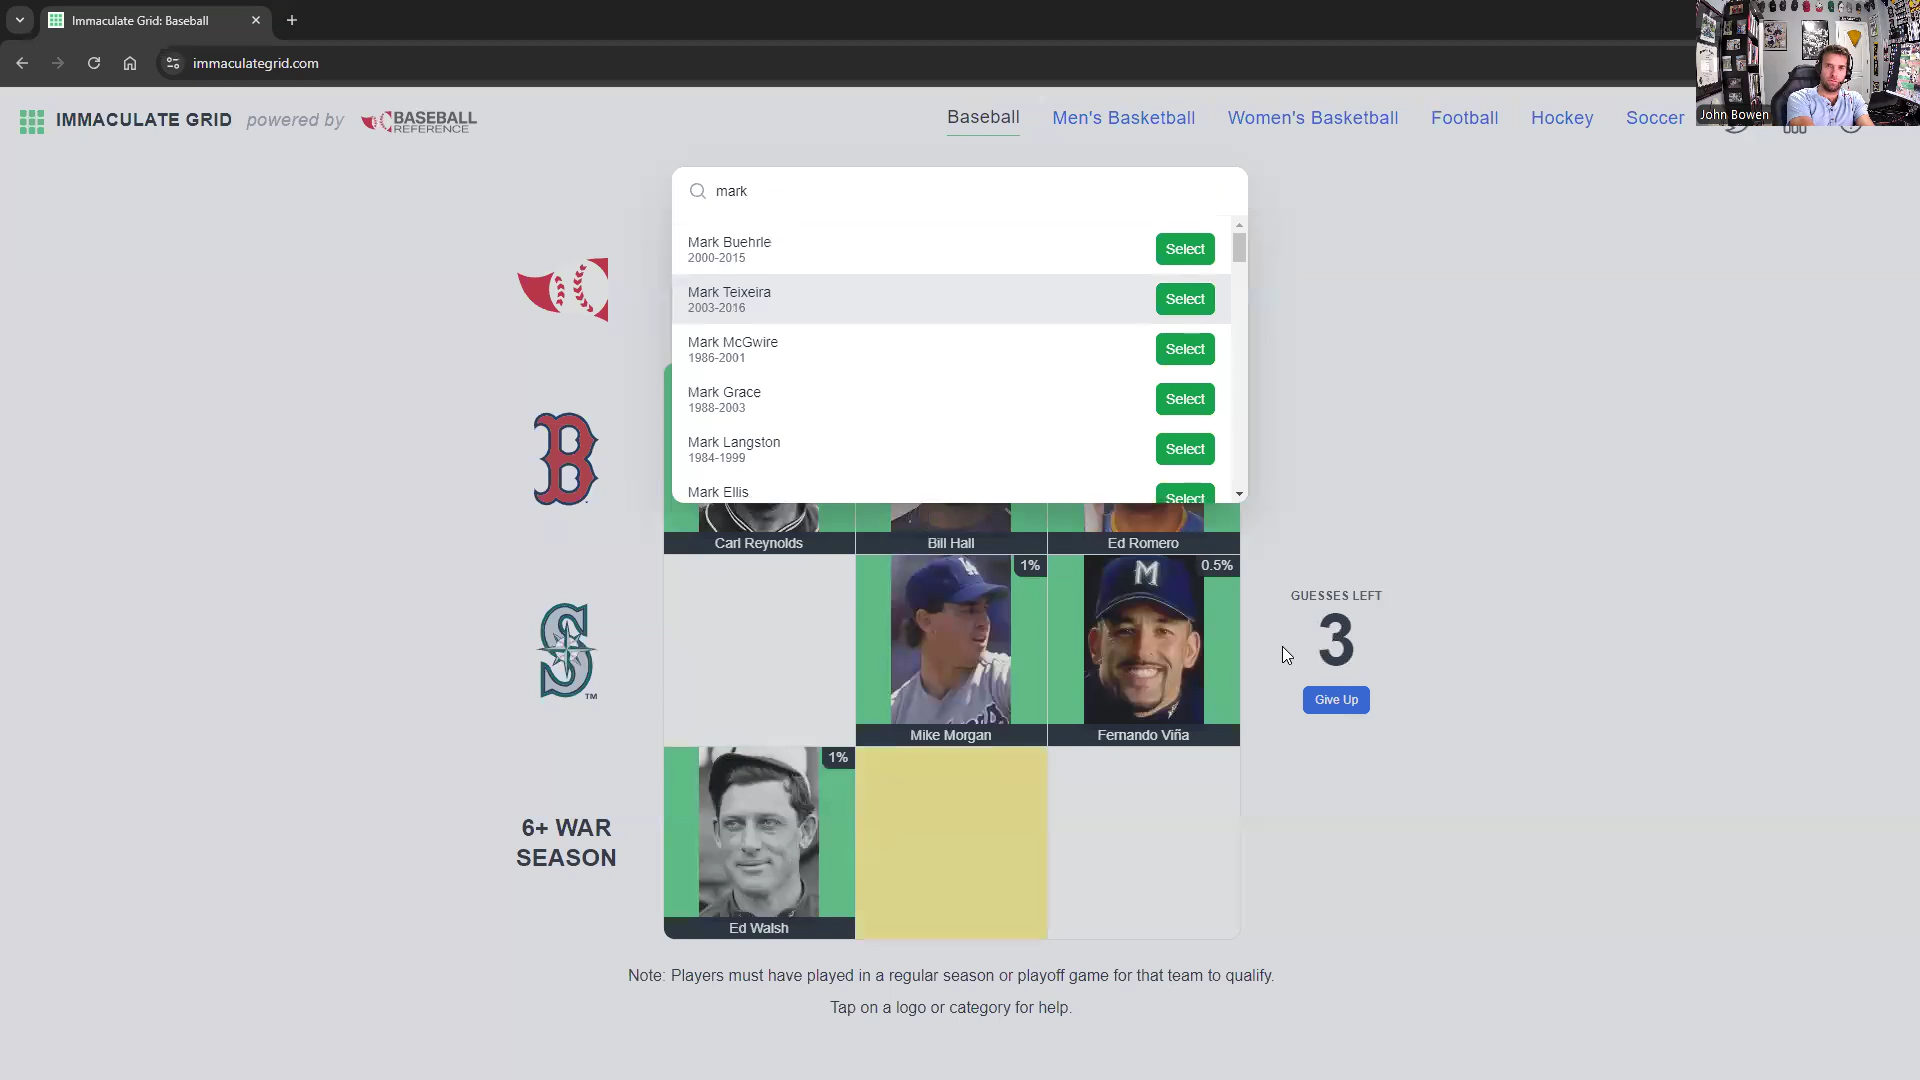 Immaculate Grid: Baseball
immaculategrid.com
IMMACULATE GRID powered by BASEBALL REFERENCE
Baseball Men's Basketball Women's Basketball Football Hockey Soccer
John Bowen
mark
Mark Buehrle
2000-2015
Select
Mark Teixeira
2003-2016
Select
Mark McGwire
1986-2001
Select
Mark Grace
1988-2003
Select
Mark Langston
1984-1999
Select
Mark Ellis
Select
B
Carl Reynolds
Bill Hall
Ed Romero
S
TM
1%
M
0.5%
Mike Morgan
Fernando Viña
GUESSES LEFT
3
Give Up
6+ WAR
SEASON
1%
Ed Walsh
Note: Players must have played in a regular season or playoff game for that team to qualify.
Tap on a logo or category for help.